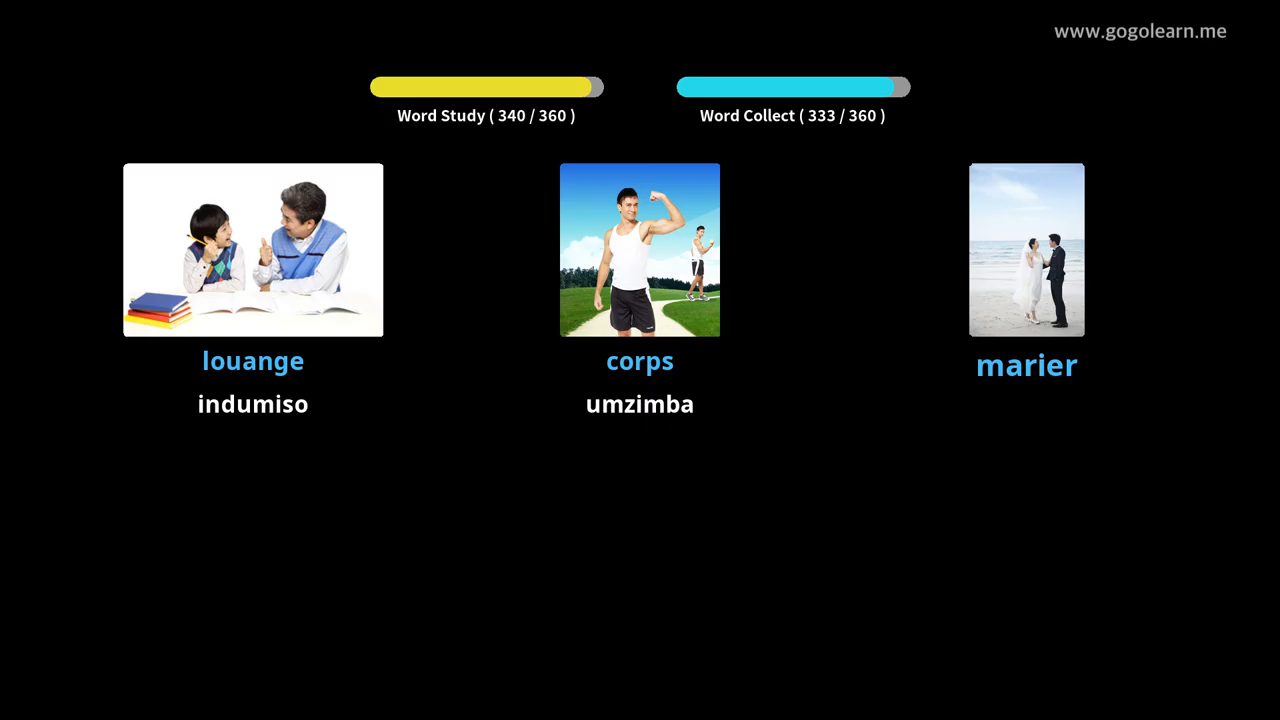 www.gogolearn.me
Word Study ( 340 / 360 )
Word Collect ( 333 / 360 )
louange
corps
marier
indumiso
umzimba